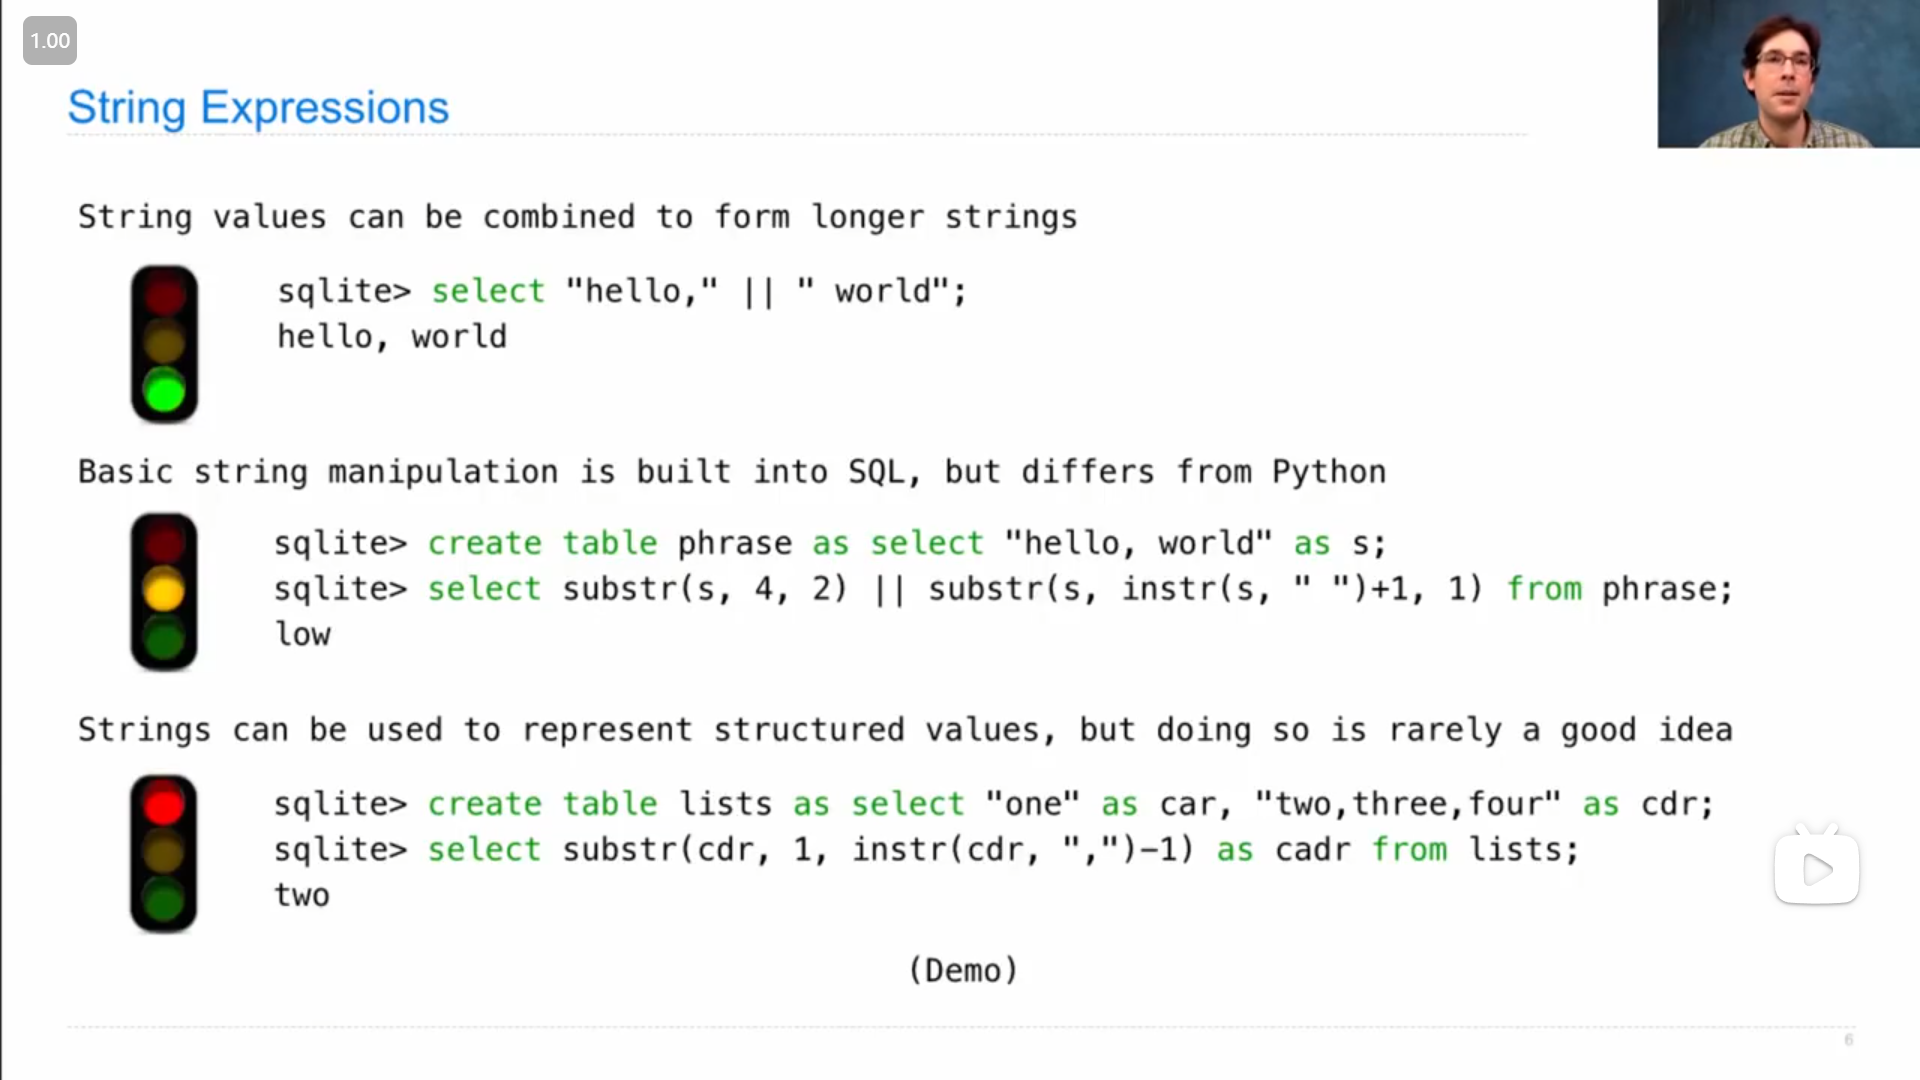 1.00
String Expressions
String values can be combined to form longer strings
sqlite> select "hello," || " world";
hello, world
Basic string manipulation is built into SQL, but differs from Python
sqlite> create table phrase as select "hello, world" as s;
sqlite> select substr(s, 4, 2) || substr(s, instr(s, " ")+1, 1) from phrase;
low
Strings can be used to represent structured values, but doing so is rarely a good idea
sqlite> create table lists as select "one" as car, "two,three,four" as cdr;
sqlite> select substr(cdr, 1, instr(cdr, ",")-1) as cadr from lists;
two
(Demo)
6